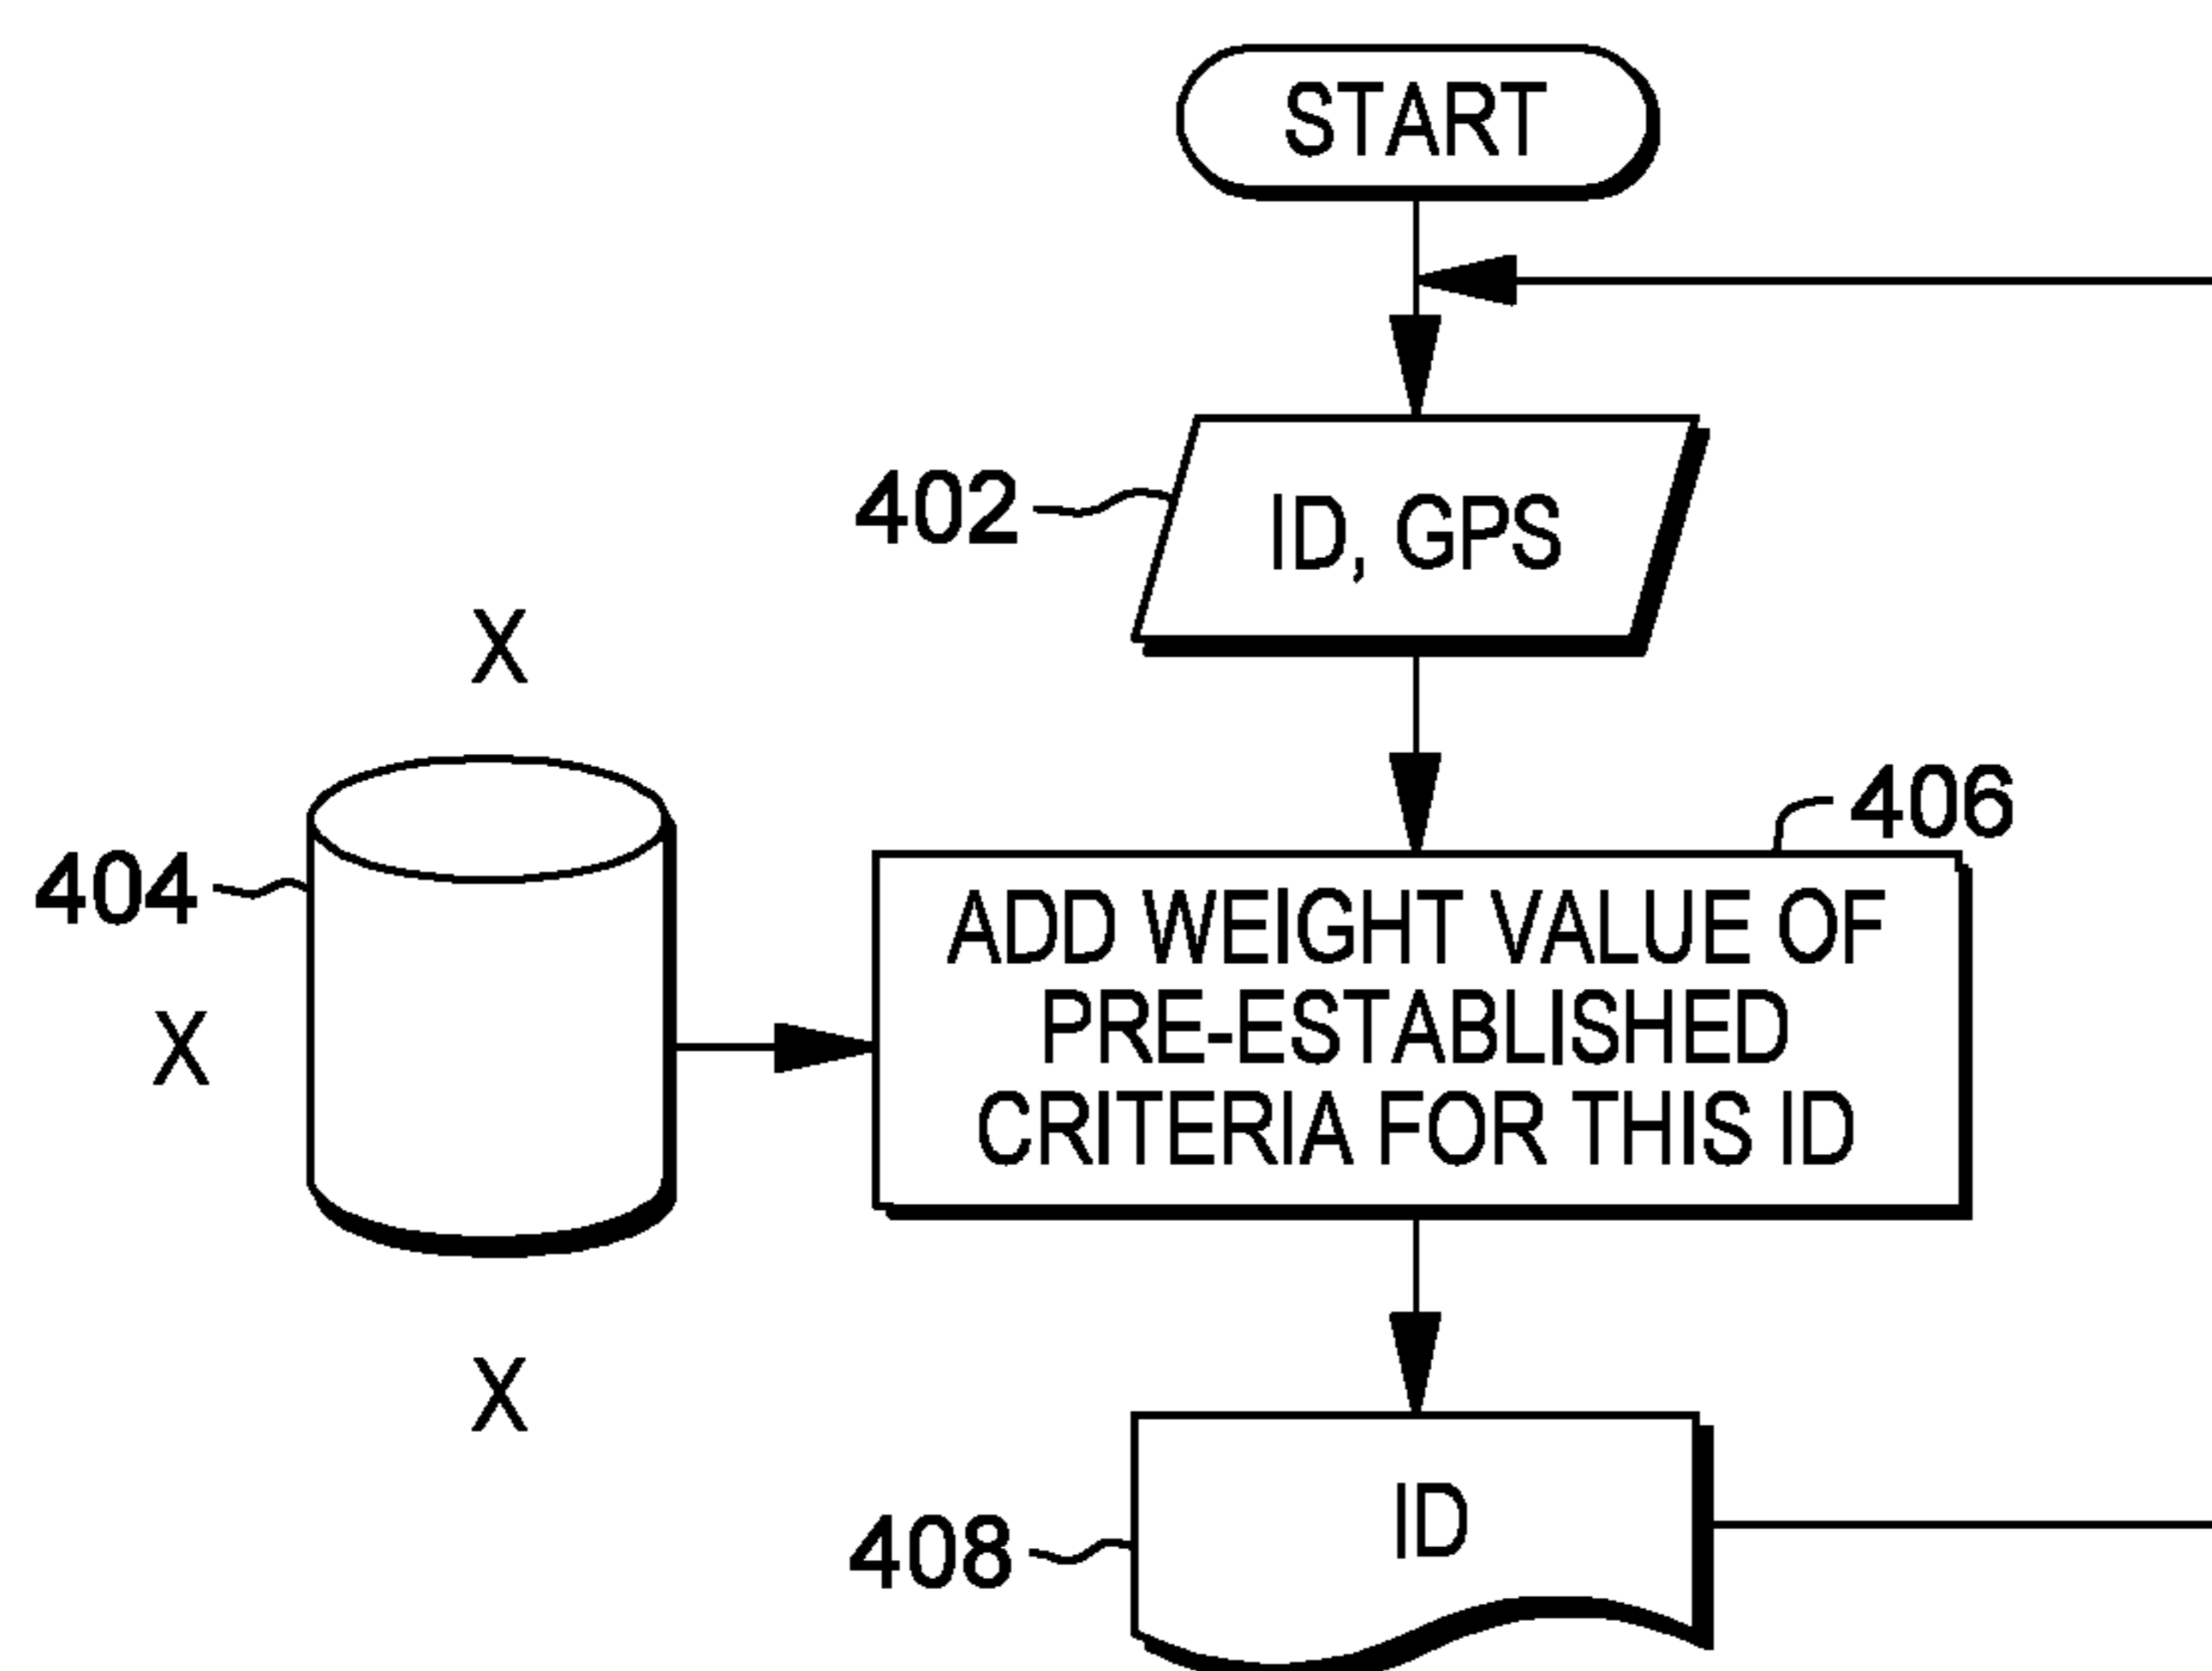 START
402
ID, GPS
X
406
404
ADD WEIGHT VALUE OF
PRE-ESTABLISHED
CRITERIA FOR THIS ID
X
X
ID
408